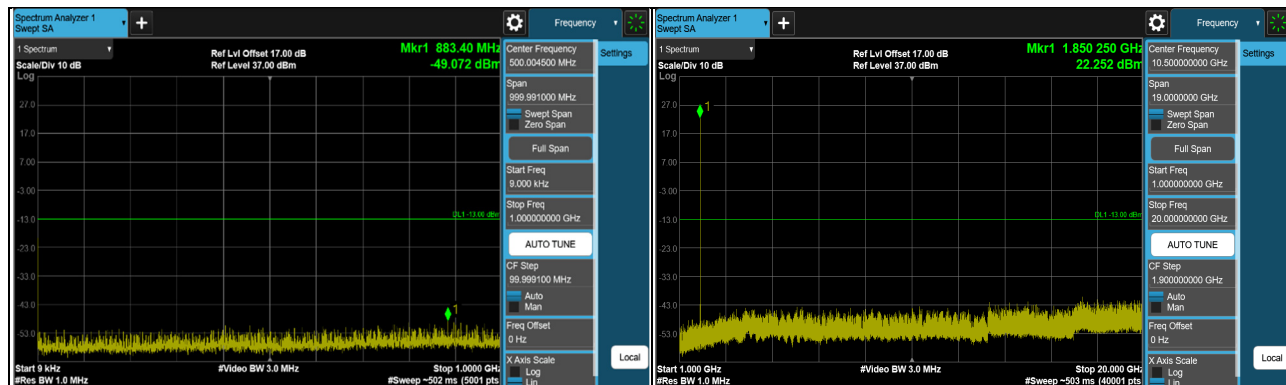 Spectrum Analyzer 1
Swept SA
+
Frequency
1 Spectrum
Scale/Div 10 dB
Log
Ref Lvl Offset 17.00 dB
Ref Level 37.00 dBm
Mkr1 883.40 MHz
-49.072 dBm
27.0
17.0
7.00
-3.00
-13.0
-23.0
-33.0
-43.0
-53.0
DL1 -13.00 dBm
1
Start 9 kHz
#Res BW 1.0 MHz
#Video BW 3.0 MHz
Stop 1.0000 GHz
#Sweep ~502 ms (5001 pts
Center Frequency
500.004500 MHz
Span
999.991000 MHz
Swept Span
Zero Span
Full Span
Start Freq
9.000 kHz
Stop Freq
1.000000000 GHz
AUTO TUNE
CF Step
99.999100 MHz
Auto
Man
Freq Offset
0 Hz
X Axis Scale
Log
Lin
Settings
Local
Spectrum Analyzer 1
Swept SA
+
Frequency
1 Spectrum
Scale/Div 10 dB
Log
Ref Lvl Offset 17.00 dB
Ref Level 37.00 dBm
Mkr1 1.850 250 GHz
22.252 dBm
27.0
17.0
7.00
-3.00
-13.0
-23.0
-33.0
-43.0
-53.0
DL1 -13.00 dBm
1
Start 1.000 GHz
#Res BW 1.0 MHz
#Video BW 3.0 MHz
Stop 20.000 GHz
#Sweep ~503 ms (40001 pts
Center Frequency
10.500000000 GHz
Span
19.0000000 GHz
Swept Span
Zero Span
Full Span
Start Freq
1.000000000 GHz
Stop Freq
20.000000000 GHz
AUTO TUNE
CF Step
1.900000000 GHz
Auto
Man
Freq Offset
0 Hz
X Axis Scale
Log
Lin
Settings
Local